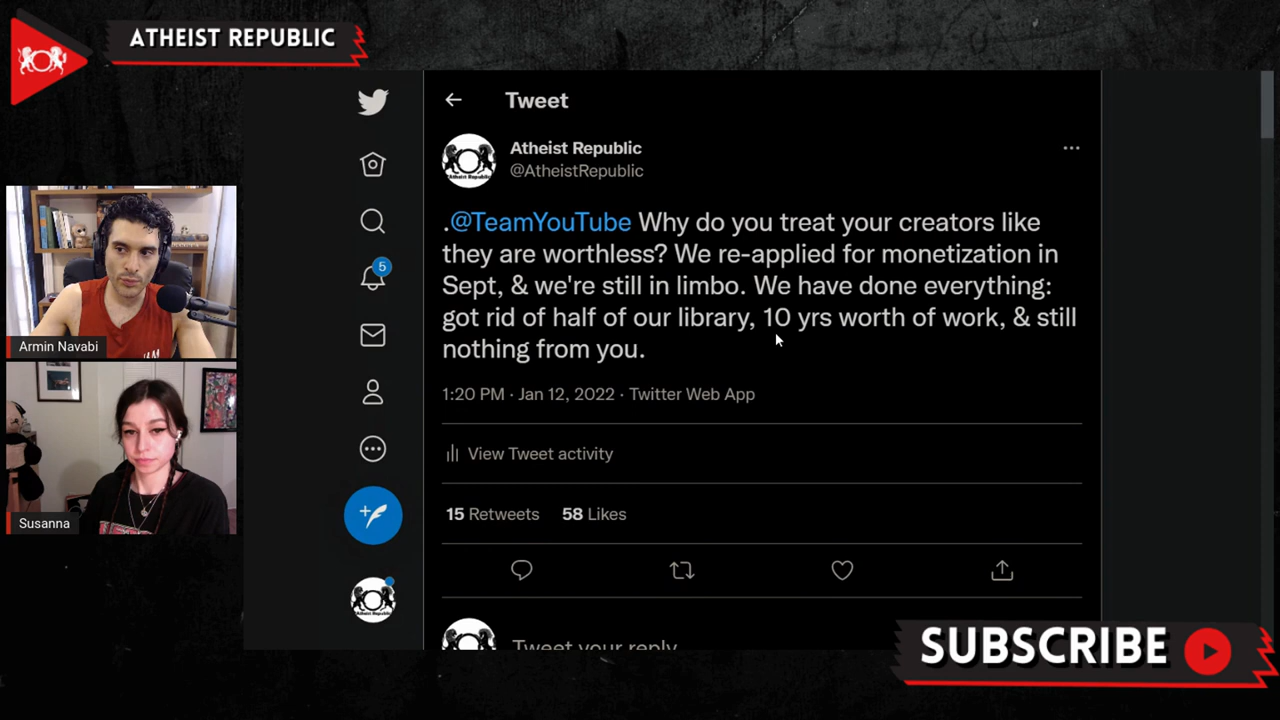 ATHEIST REPUBLIC
Tweet
Atheist Republic
@AtheistRepublic
.@TeamYouTube Why do you treat your creators like
they are worthless? We re-applied for monetization in
Sept, & we're still in limbo. We have done everything:
got rid of half of our library, 10 yrs worth of work, & still
nothing from you.
1:20 PM · Jan 12, 2022 · Twitter Web App
View Tweet activity
15 Retweets 58 Likes
Tweet your reply
5
Armin Navabi
Susanna
SUBSCRIBE